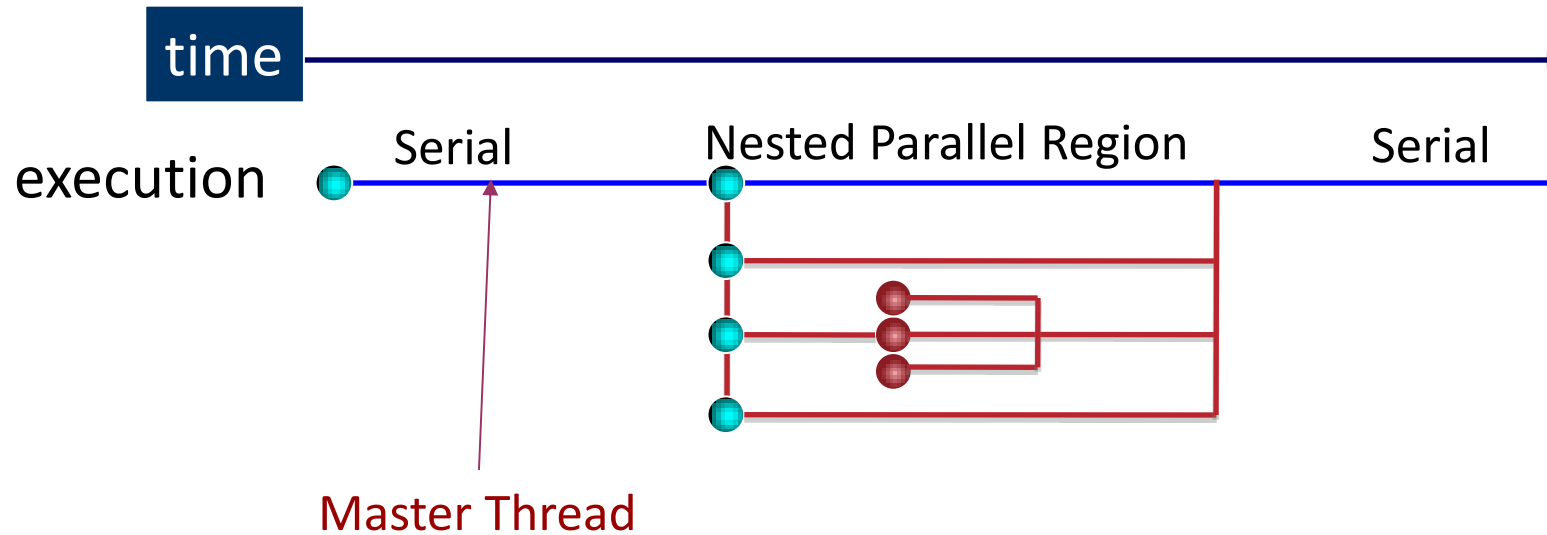 time
Serial
Nested Parallel Region
Serial
execution
Master Thread